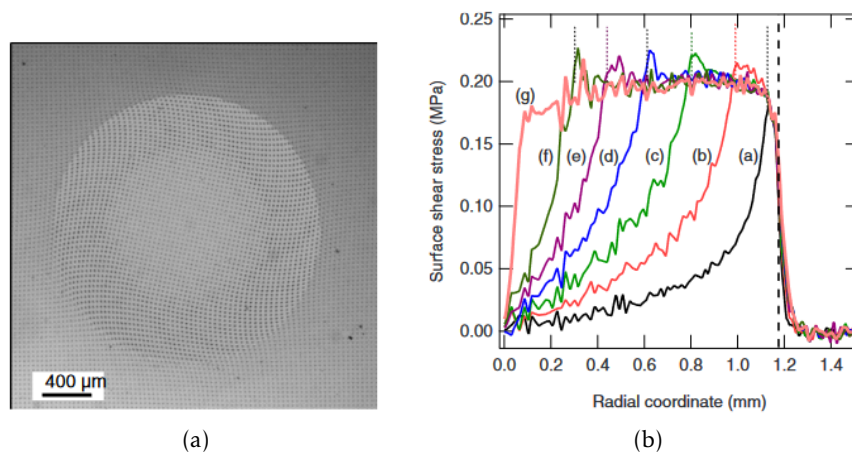 400 µm
(a)
(b)
Surface shear stress (MPa)
0.25
0.20
0.15
0.10
0.05
0.00
(g)
(f)
(e)
(d)
(c)
(b)
(a)
0.0
0.2
0.4
0.6
0.8
1.0
1.2
1.4
Radial coordinate (mm)
(a)
(b)